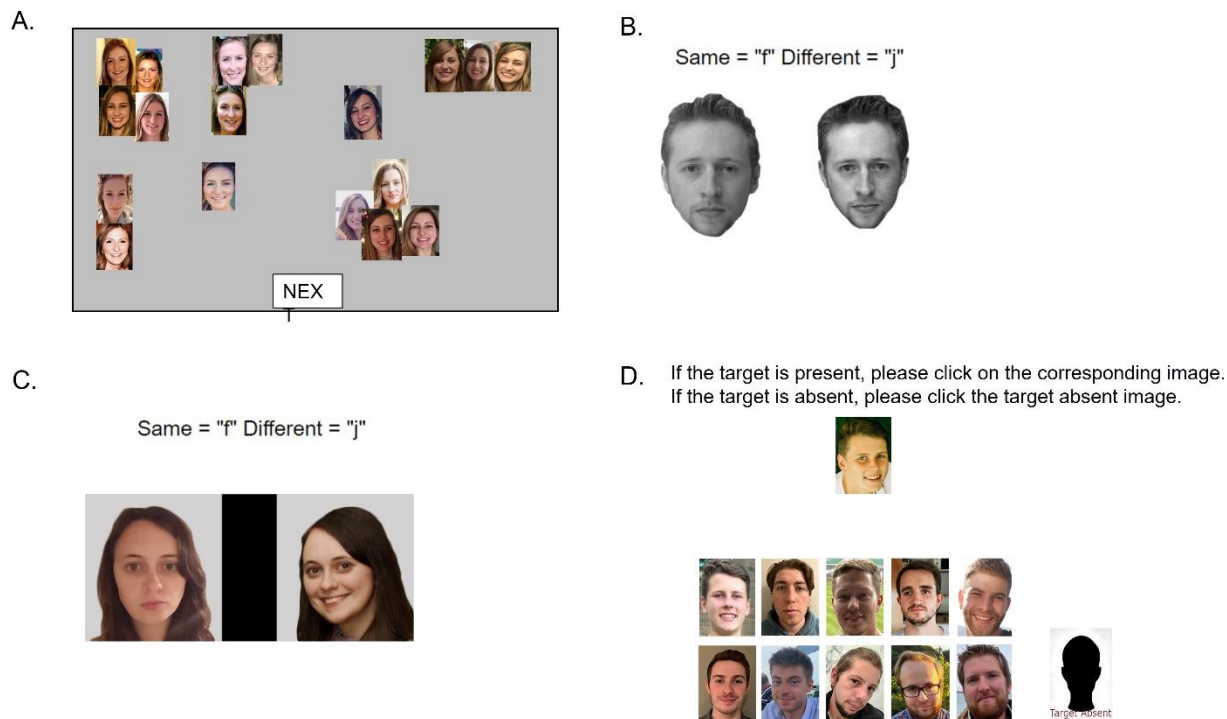 A.
NEX
T
B.
Same = "f" Different = "j"
C.
Same = "f" Different = "j"
D.
If the target is present, please click on the corresponding image.
If the target is absent, please click the target absent image.
Target Absent